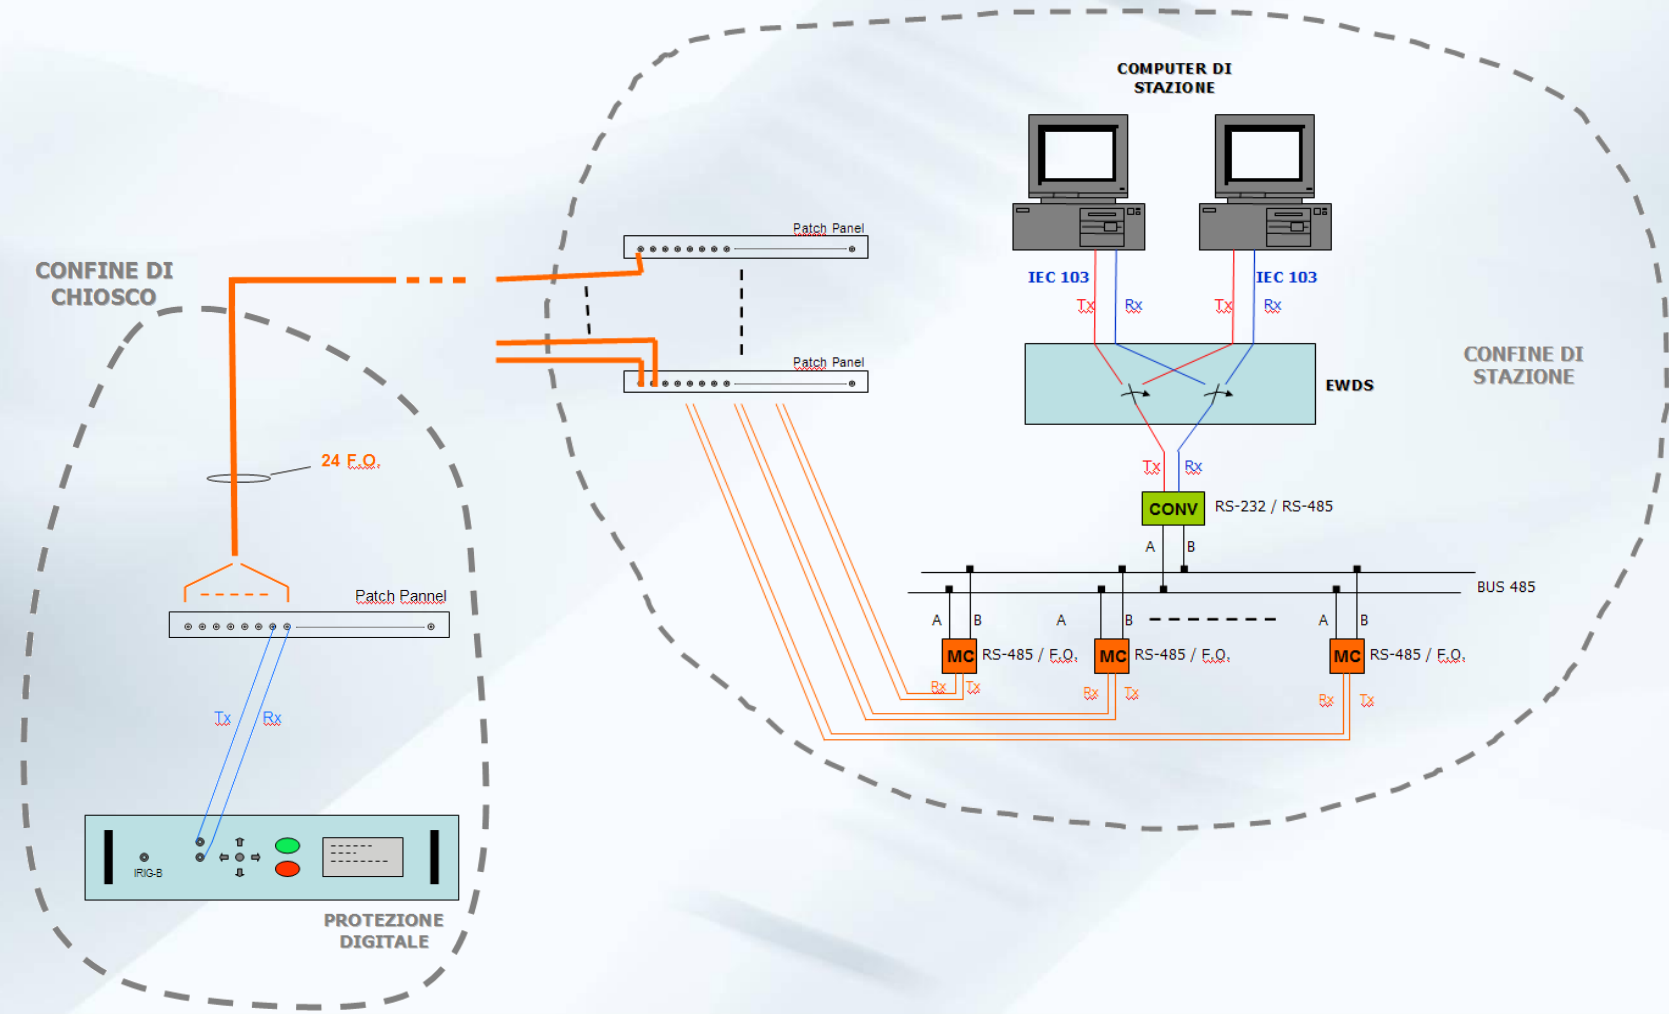 COMPUTER DI
STAZIONE
IEC 103
IEC 103
Tx
Rx
Tx
Rx
EWDS
CONFINE DI
STAZIONE
Tx
Rx
CONV
RS-232 / RS-485
A
B
BUS 485
A
B
A
B
A
B
MC
RS-485 / F.O.
MC
RS-485 / F.O.
MC
RS-485 / F.O.
Rx
Tx
Rx
Tx
Rx
Tx
Patch Panel
Patch Panel
CONFINE DI
CHIOSCO
24 F.O.
Patch Pannel
Tx
Rx
IRIG-B
PROTEZIONE
DIGITALE